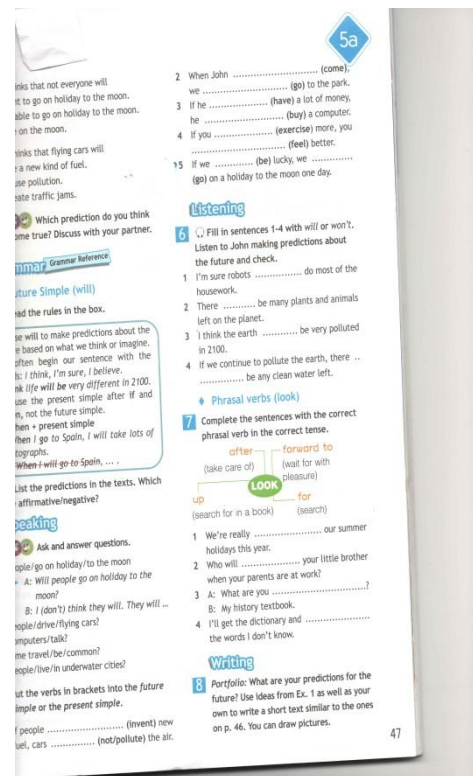 5a
inks that not everyone will
nt to go on holiday to the moon.
able to go on holiday to the moon.
on the moon.
hinks that flying cars will
a new kind of fuel.
use pollution.
eate traffic jams.
Which prediction do you think
ome true? Discuss with your partner.
mmar Grammar Reference
uture Simple (will)
ead the rules in the box.
se will to make predictions about the
e based on what we think or imagine.
often begin our sentence with the
ds: I think, I'm sure, I believe.
nk life will be very different in 2100.
use the present simple after if and
n, not the future simple.
hen + present simple
When I go to Spain, I will take lots of
tographs.
When I will go to Spain, ... .
List the predictions in the texts. Which
affirmative/negative?
peaking
Ask and answer questions.
ople/go on holiday/to the moon
A: Will people go on holiday to the
moon?
B: I (don't) think they will. They will ...
eople/drive/flying cars?
omputers/talk?
me travel/be/common?
eople/live/in underwater cities?
ut the verbs in brackets into the future
imple or the present simple.
f people ........................ (invent) new
uel, cars ............... (not/pollute) the air.
2 When John ............................ (come),
we ............................ (go) to the park.
3 If he ................... (have) a lot of money,
he ........................ (buy) a computer.
4 If you ................... (exercise) more, you
............................ (feel) better.
5 If we ............. (be) lucky, we .............
(go) on a holiday to the moon one day.
Listening
6 Fill in sentences 1-4 with will or won't.
Listen to John making predictions about
the future and check.
1 I'm sure robots ............... do most of the
housework.
2 There ........... be many plants and animals
left on the planet.
3 I think the earth ............ be very polluted
in 2100.
4 If we continue to pollute the earth, there ..
............... be any clean water left.
Phrasal verbs (look)
7 Complete the sentences with the correct
phrasal verb in the correct tense.
after
(take care of)
forward to
(wait for with
pleasure)
LOOK
up
(search for in a book)
for
(search)
1 We're really ................... our summer
holidays this year.
2 Who will ................... your little brother
when your parents are at work?
3 A: What are you ......................?
B: My history textbook.
4 I'll get the dictionary and .....................
the words I don't know.
Writing
8 Portfolio: What are your predictions for the
future? Use ideas from Ex. 1 as well as your
own to write a short text similar to the ones
on p. 46. You can draw pictures.
47